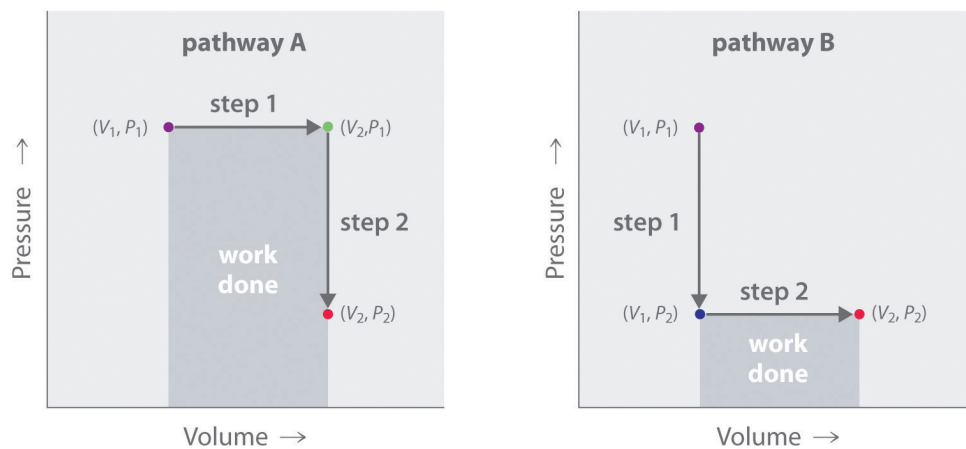 pathway A
step 1
(V₁, P₁)
(V₂,P₁)
step 2
work
done
(V₂, P₂)
Pressure →
Volume →
pathway B
(V₁, P₁)
step 1
step 2
(V₁, P₂)
(V₂, P₂)
work
done
Pressure →
Volume →